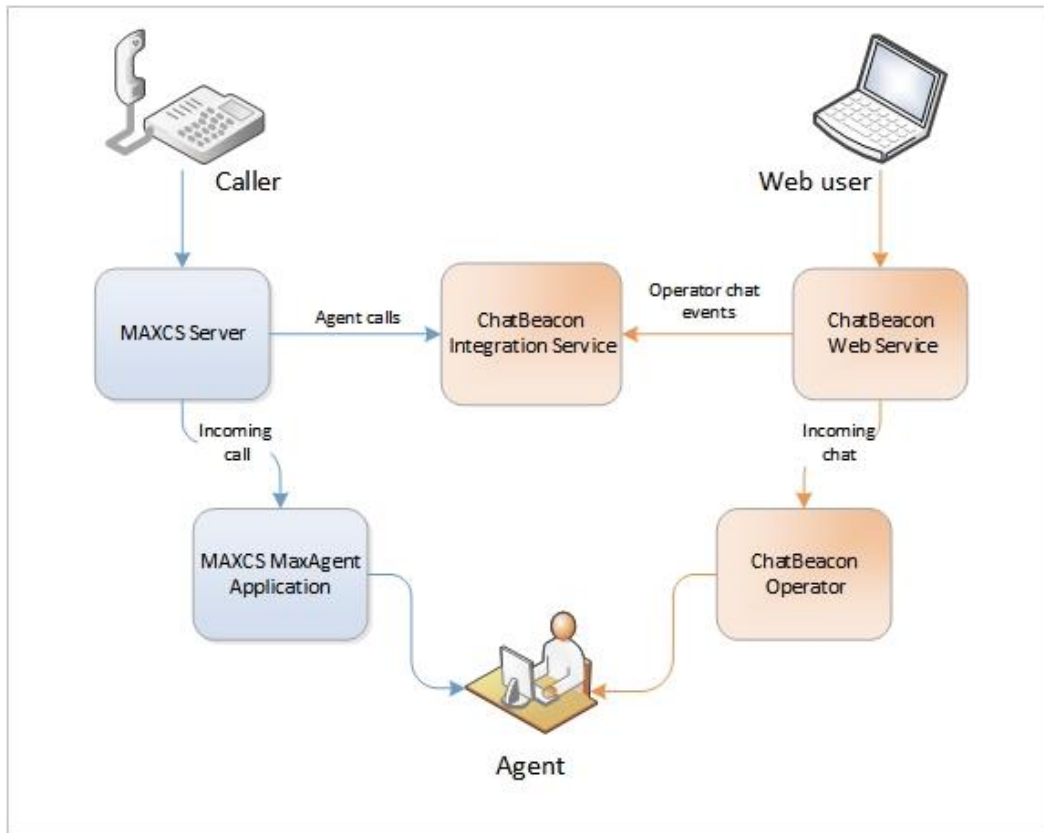 Caller
Web user
MAXCS Server
Agent calls
ChatBeacon
Integration Service
Operator chat
events
ChatBeacon
Web Service
Incoming
call
Incoming
chat
MAXCS MaxAgent
Application
ChatBeacon
Operator
Agent